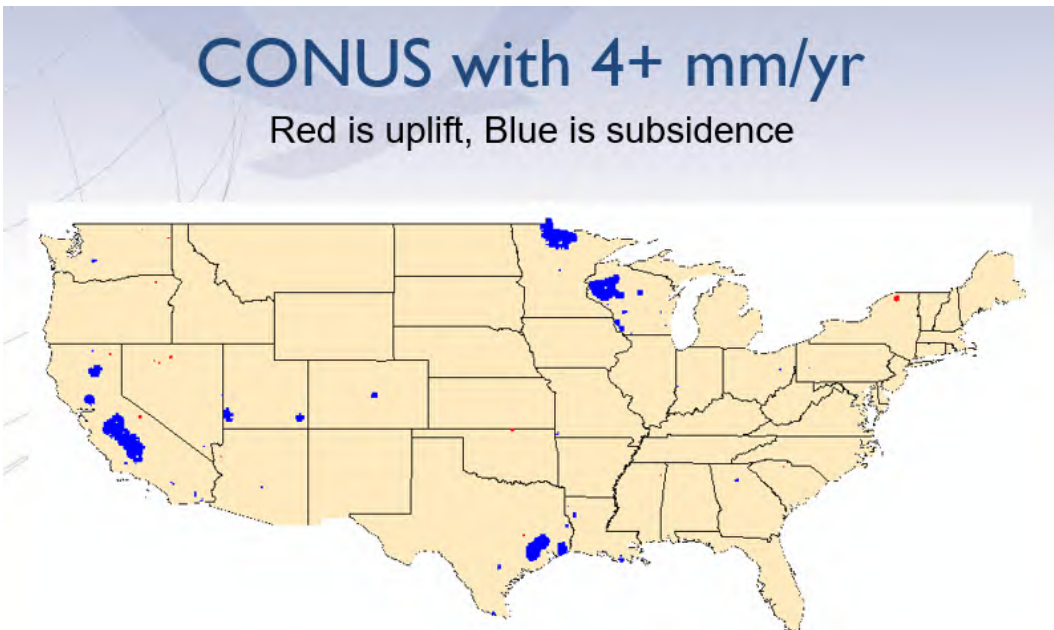 CONUS with 4+ mm/yr
Red is uplift, Blue is subsidence